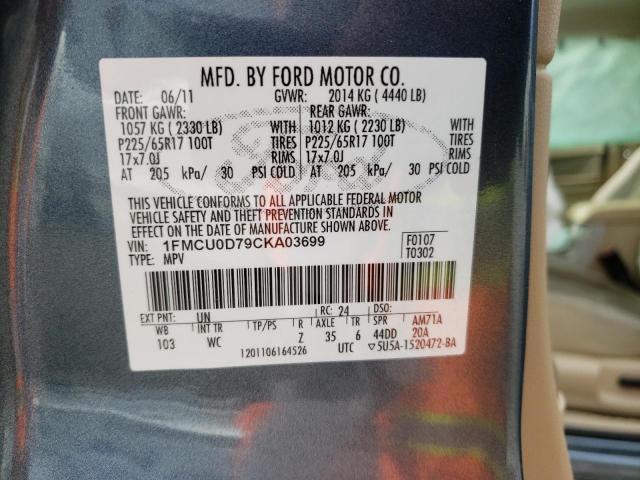 MFD. BY FORD MOTOR CO.
DATE: 06/11 GVWR: 2014 KG ( 4440 LB)
FRONT GAWR: REAR GAWR:
1057 KG ( 2330 LB) WITH 1012 KG ( 2230 LB) WITH
P225/65R17 100T TIRES P225/65R17 100T TIRES
17x7.0J RIMS 17x7.0J RIMS
AT 205 kPa/ 30 PSI COLD AT 205 kPa/ 30 PSI COLD
THIS VEHICLE CONFORMS TO ALL APPLICABLE FEDERAL MOTOR
VEHICLE SAFETY AND THEFT PREVENTION STANDARDS IN
EFFECT ON THE DATE OF MANUFACTURE SHOWN ABOVE.
VIN: 1FMCU0D79CKA03699 F0107
TYPE: MPV T0302
EXT PNT: UN RC: 24 DSO:
WB INT TR TP/PS R AXLE TR SPR AM71A
103 WC Z 35 6 44DD 20A
1201106164526 UTC ▽5U5A-1520472-BA